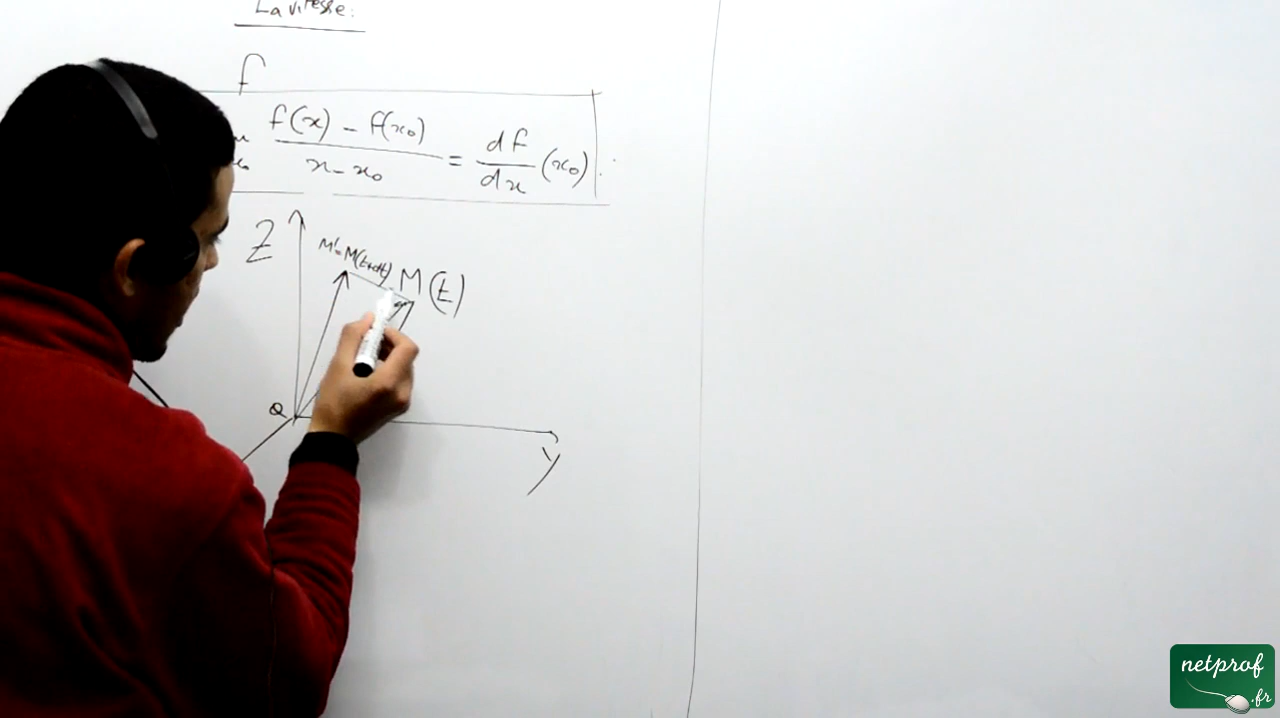 La vitesse:
f
f(x) - f(x₀)
x - x₀
= df/dx (x₀)
Z
M'=M(t+dt)
M(t)
O
y
netprof
.fr